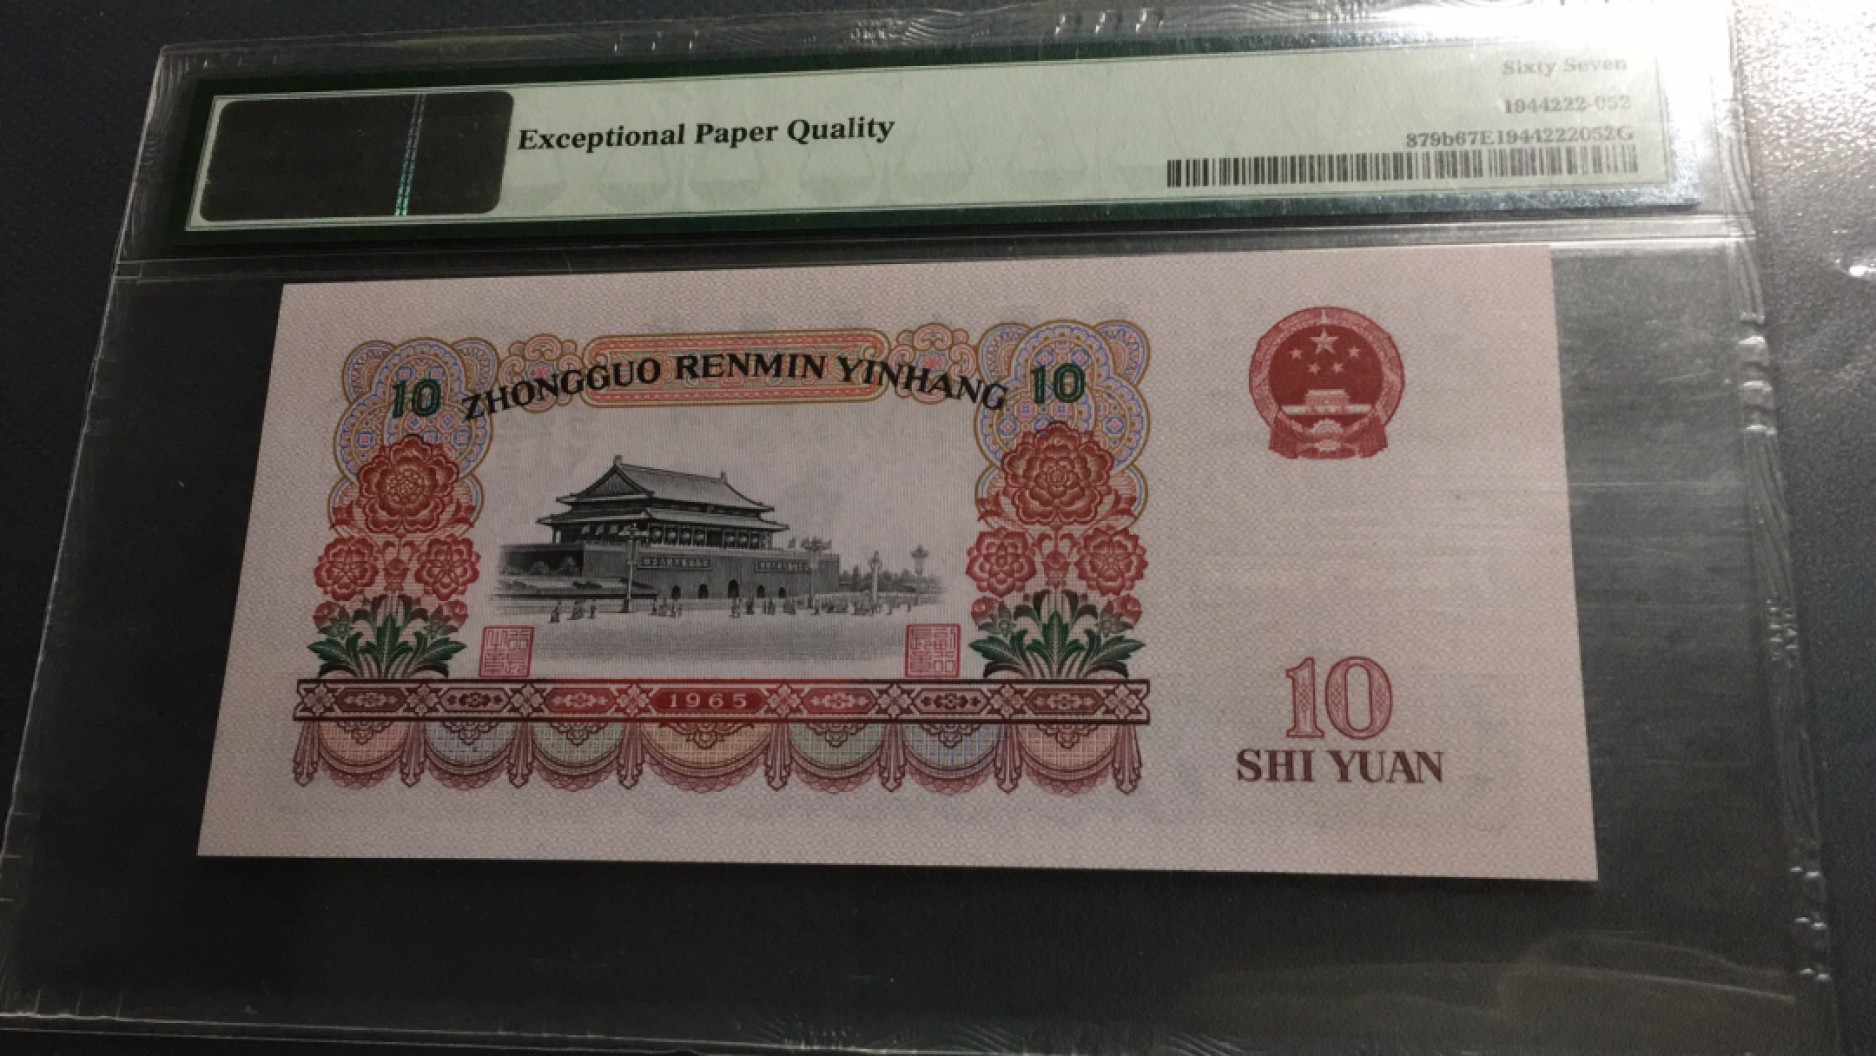 Sixty Seven
1944222-052
Exceptional Paper Quality
879b67E1944222052G
10 ZHONGGUO RENMIN YINHANG 10
1965
10
SHI YUAN